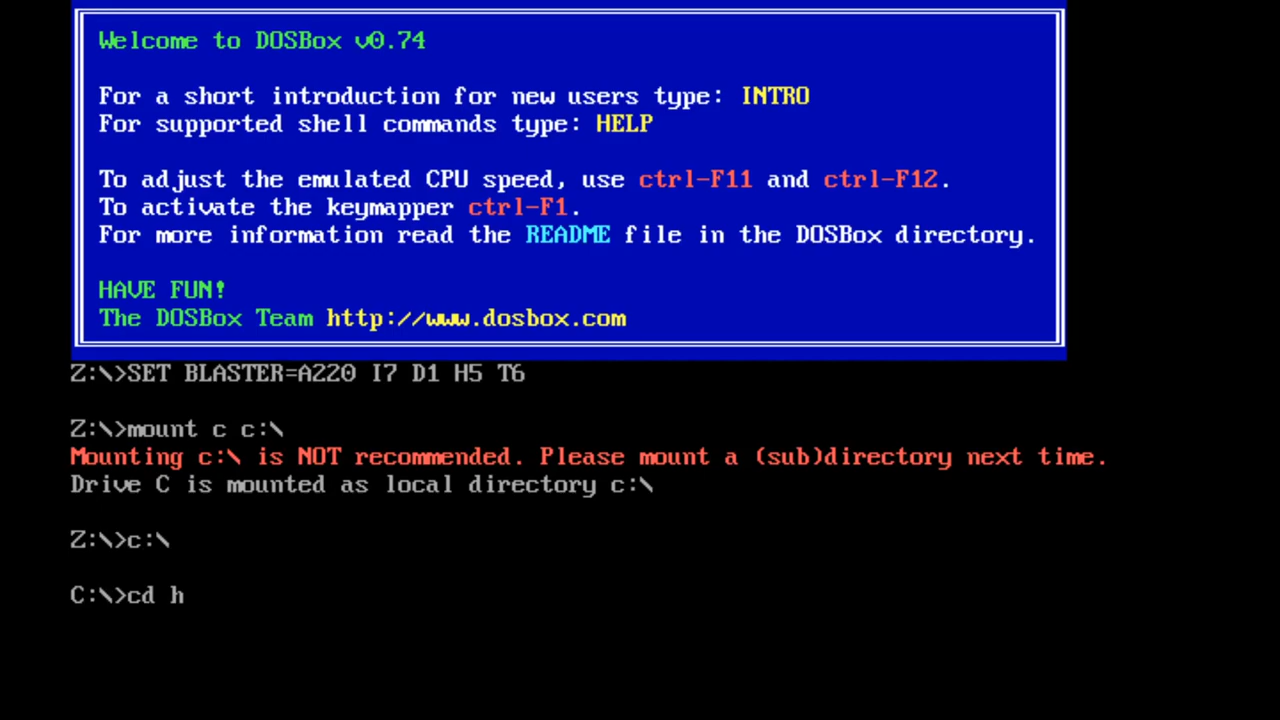 Welcome to DOSBox v0.74
For a short introduction for new users type: INTRO
For supported shell commands type: HELP
To adjust the emulated CPU speed, use ctrl-F11 and ctrl-F12.
To activate the keymapper ctrl-F1.
For more information read the README file in the DOSBox directory.
HAVE FUN!
The DOSBox Team http://www.dosbox.com
Z:\>SET BLASTER=A220 I7 D1 H5 T6
Z:\>mount c c:\
Mounting c:\ is NOT recommended. Please mount a (sub)directory next time.
Drive C is mounted as local directory c:\
Z:\>c:\
C:\>cd h